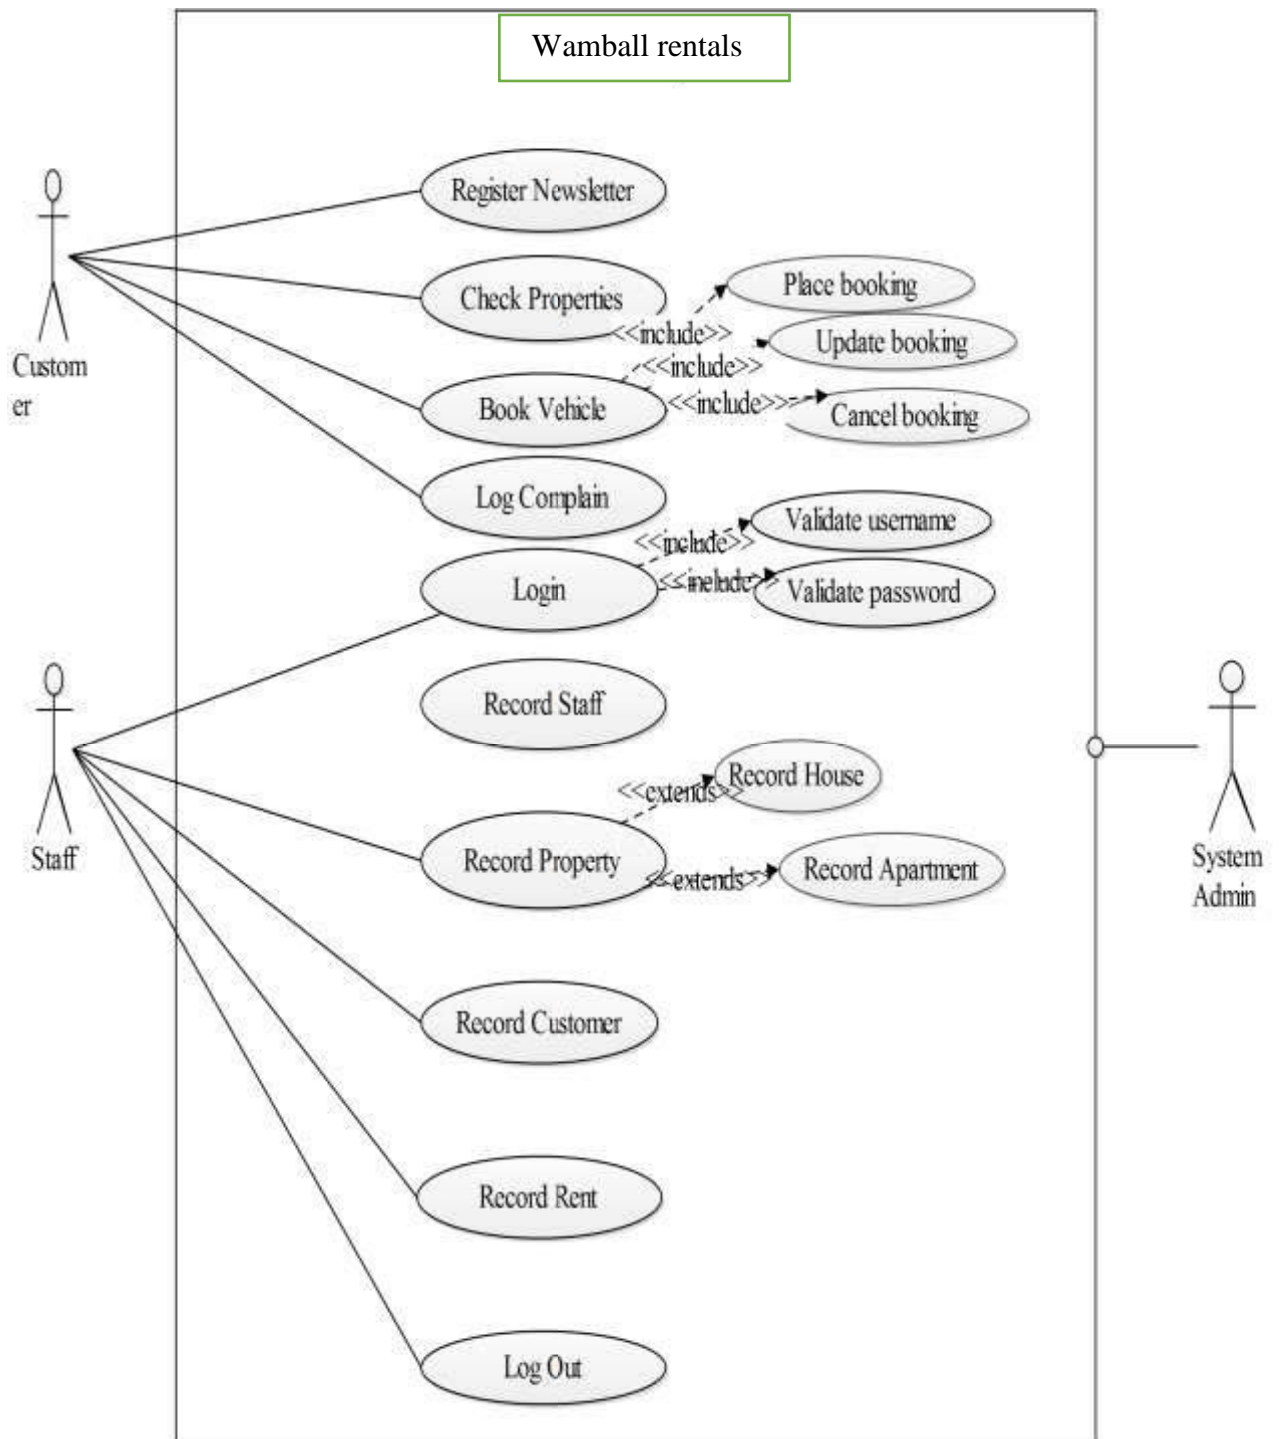 Wamball rentals
Register Newsletter
Check Properties
Place booking
<<include>>
Update booking
<<include>>
Custom
er
Book Vehicle
<<include>>
Cancel booking
Log Complain
Validate username
<<include>>
Login
<<include>>
Validate password
Record Staff
Record House
<<extends>>
Staff
Record Property
<<extends>>
Record Apartment
System
Admin
Record Customer
Record Rent
Log Out